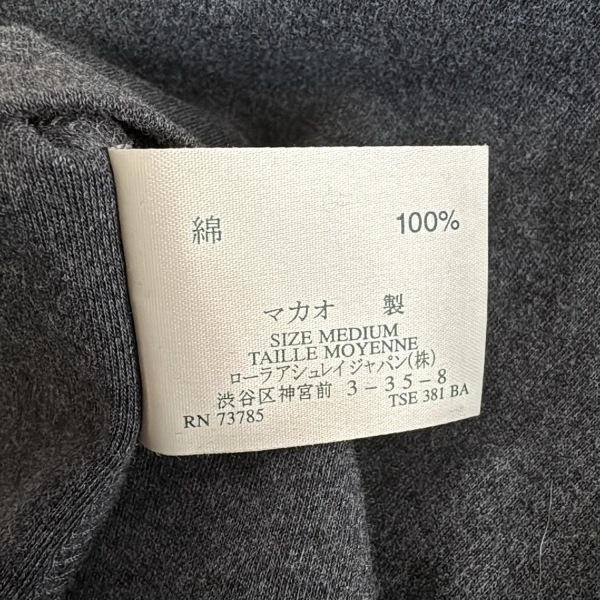 綿 100%
マカオ 製
SIZE MEDIUM
TAILLE MOYENNE
ローラアシュレイジャパン(株)
渋谷区神宮前 3-35-8
RN 73785 TSE 381 BA